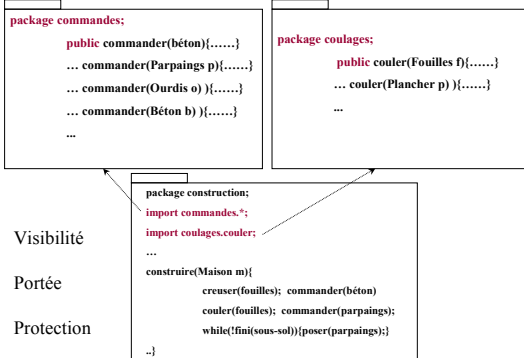 package commandes;
public commander(béton){……}
… commander(Parpaings p){……}
… commander(Ourdis o) ){……}
… commander(Béton b) ){……}
...
package coulages;
public couler(Fouilles f){……}
… couler(Plancher p) ){……}
...
Visibilité
Portée
Protection
package construction;
import commandes.*;
import coulages.couler;
…
construire(Maison m){
creuser(fouilles); commander(béton)
couler(fouilles); commander(parpaings);
while(!fini(sous-sol)){poser(parpaings);}
..}